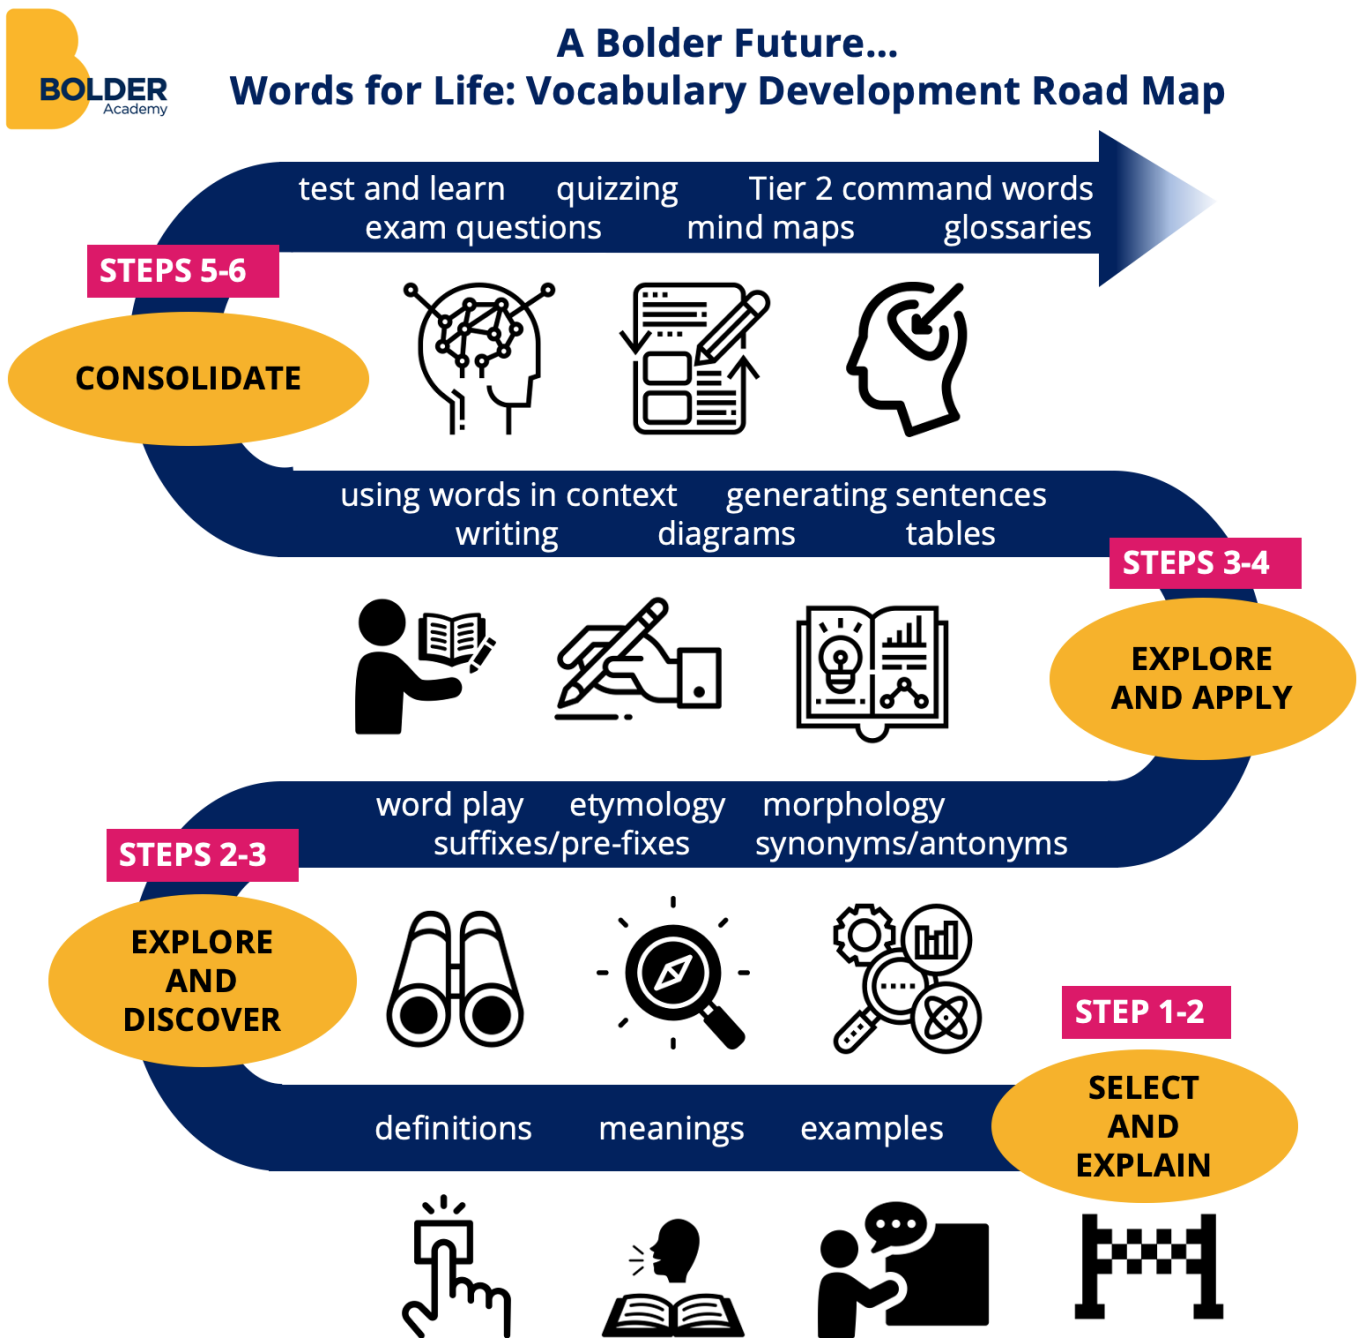 BOLDER
Academy
A Bolder Future...
Words for Life: Vocabulary Development Road Map
test and learn quizzing Tier 2 command words
exam questions mind maps glossaries
STEPS 5-6
CONSOLIDATE
using words in context generating sentences
writing diagrams tables
STEPS 3-4
EXPLORE
AND APPLY
word play etymology morphology
suffixes/pre-fixes synonyms/antonyms
STEPS 2-3
EXPLORE
AND
DISCOVER
STEP 1-2
SELECT
AND
EXPLAIN
definitions meanings examples